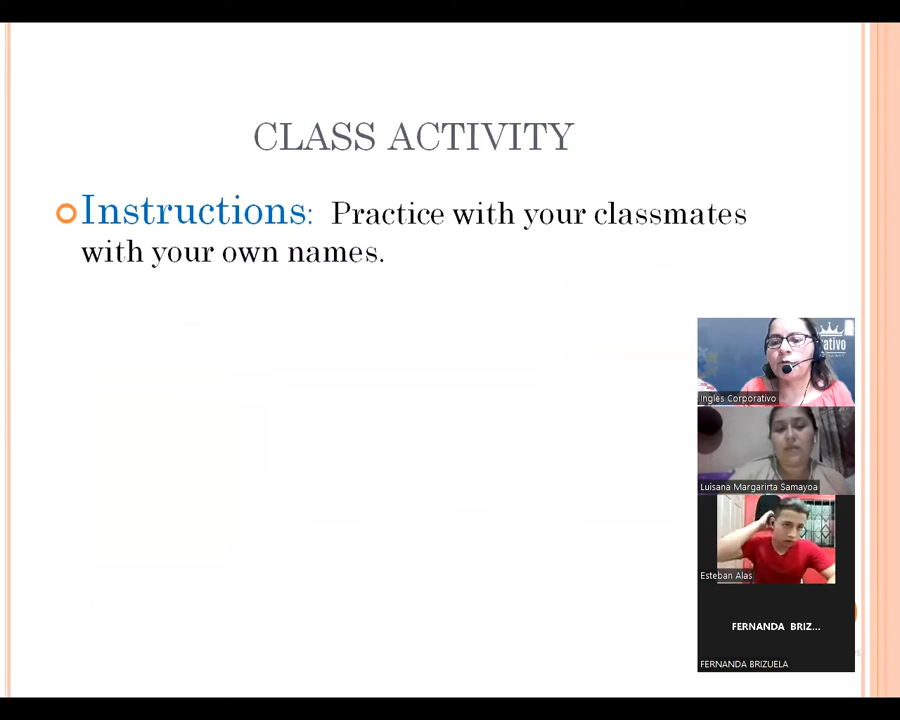 CLASS ACTIVITY
Instructions: Practice with your classmates
with your own names.
ativo
Ingles Corporativo
Luisana Margarirta Samayoa
Esteban Alas
FERNANDA BRIZ...
FERNANDA BRIZUELA